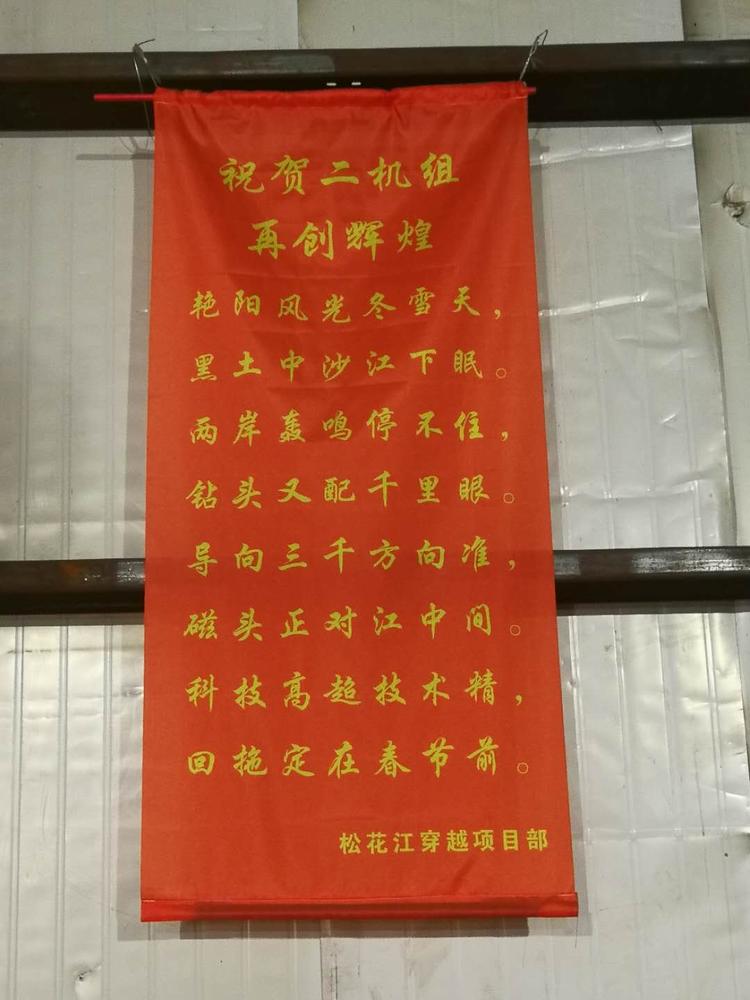 祝贺二机组
再创辉煌
艳阳风光冬雪天，
黑土中沙江下眠。
两岸轰鸣停不住，
钻头又配千里眼。
导向三千方向准，
磁头正对江中间。
科技高超技术精，
回拖定在春节前。
松花江穿越项目部